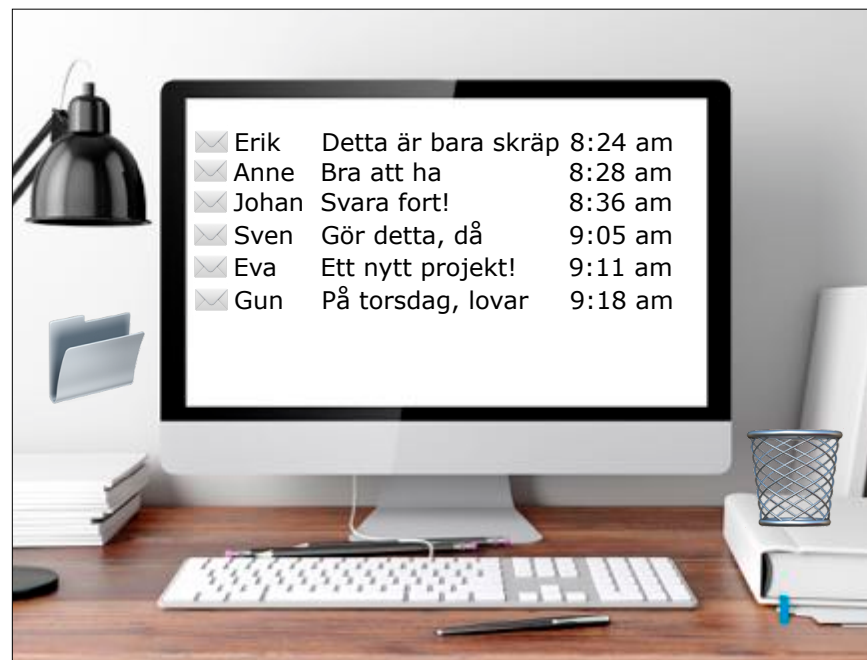 Erik Detta är bara skräp 8:24 am
Anne Bra att ha 8:28 am
Johan Svara fort! 8:36 am
Sven Gör detta, då 9:05 am
Eva Ett nytt projekt! 9:11 am
Gun På torsdag, lovar 9:18 am